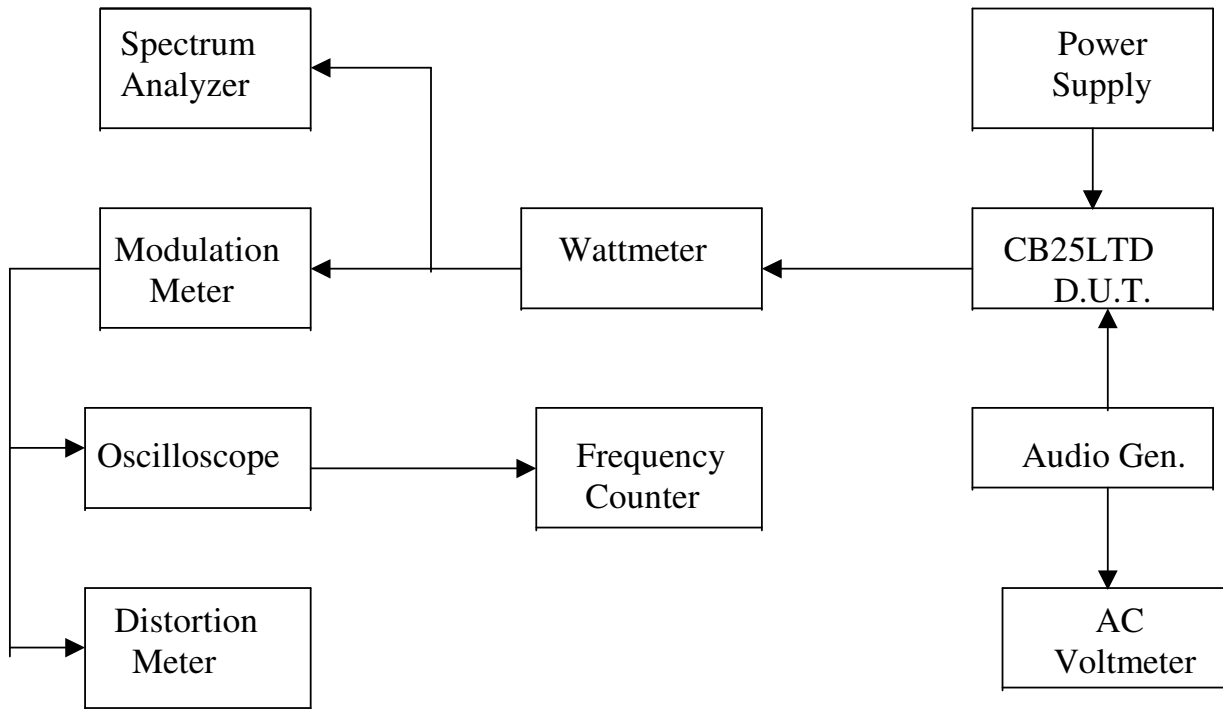 Spectrum
Analyzer
Power
Supply
Modulation
Meter
Wattmeter
CB25LTD
D.U.T.
Oscilloscope
Frequency
Counter
Audio Gen.
Distortion
Meter
AC
Voltmeter